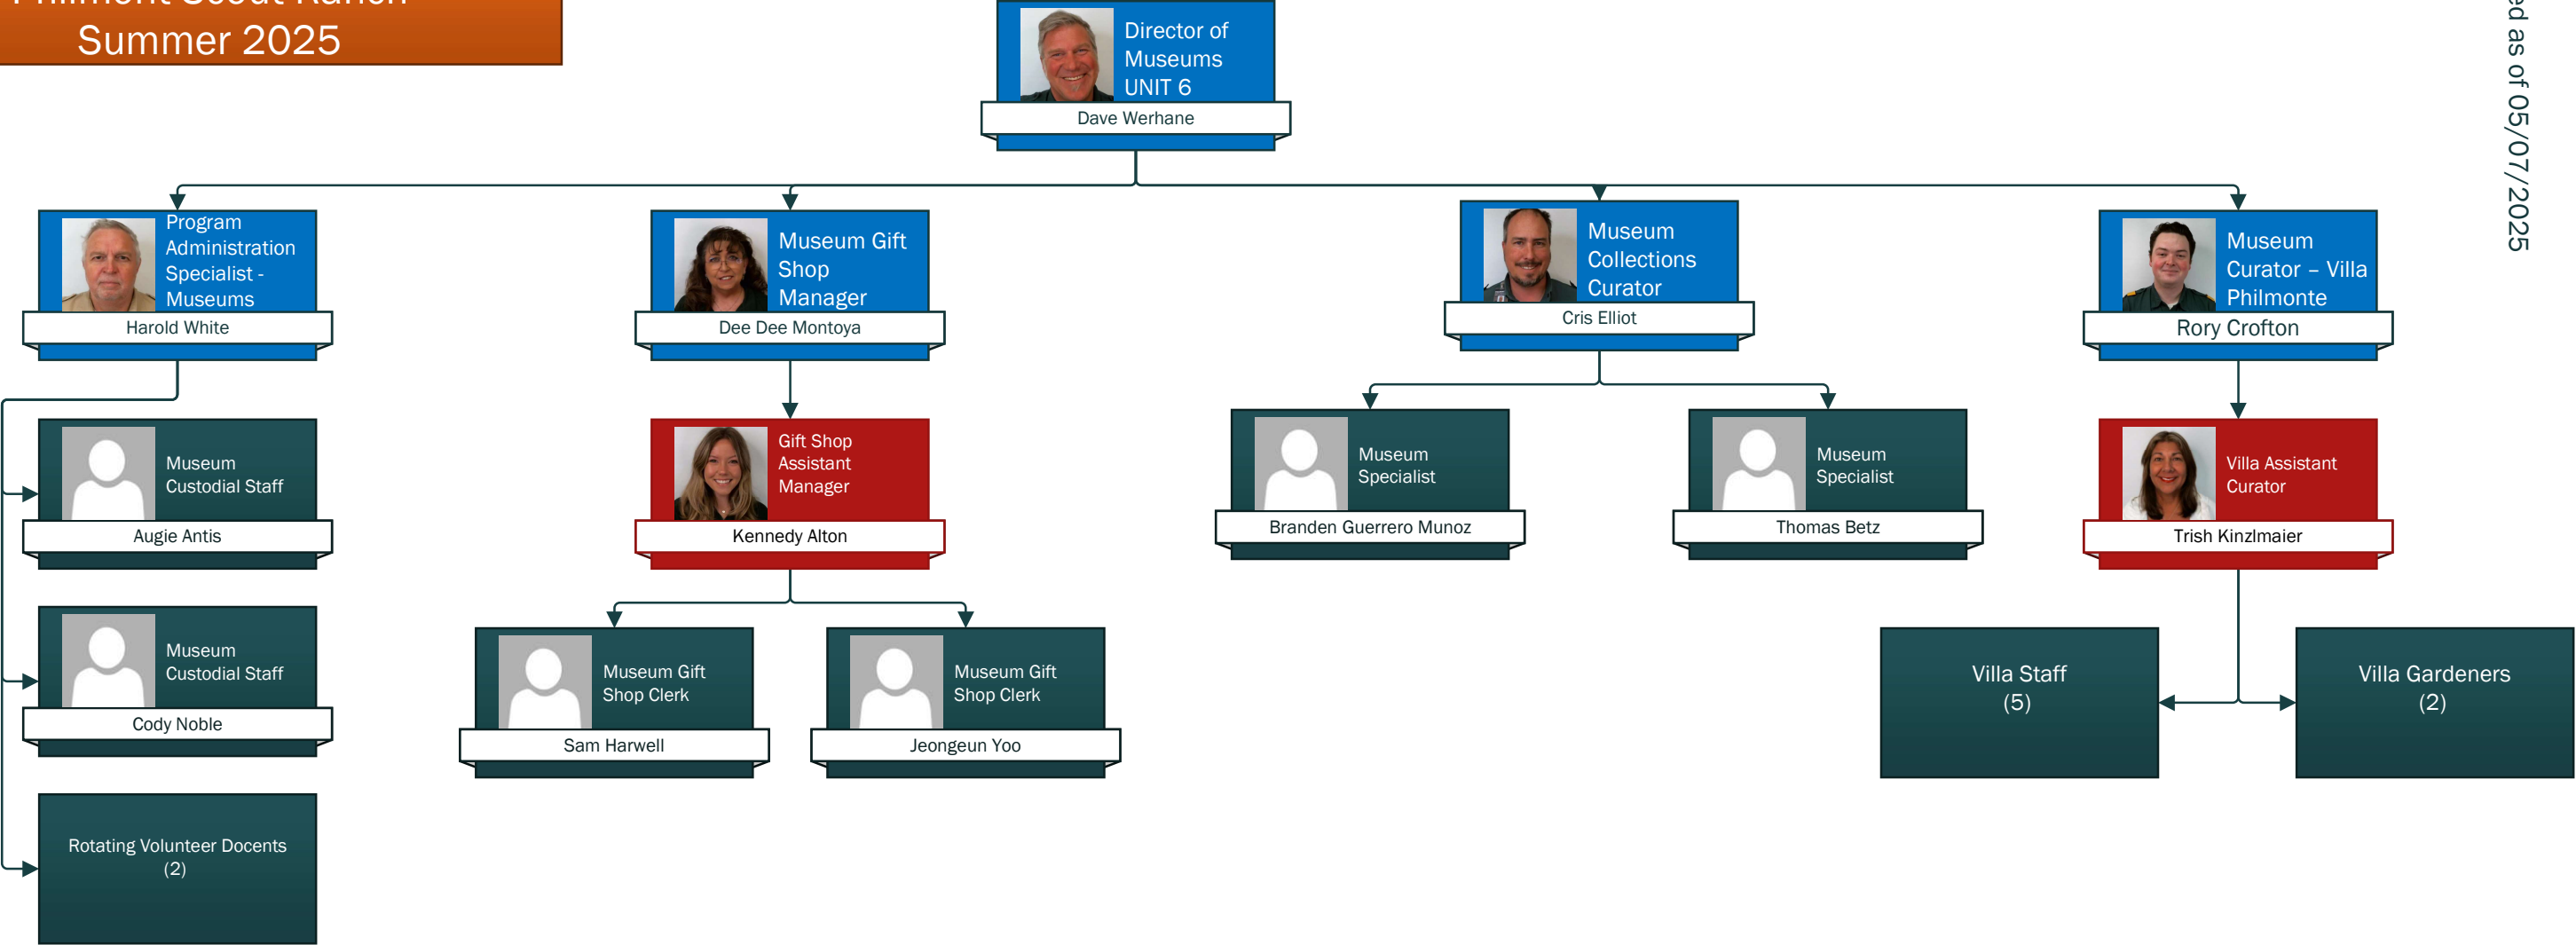 Philmont Scout Ranch
Summer 2025
ed as of 05/07/2025
Director of
Museums
UNIT 6
Dave Werhane
Program
Administration
Specialist -
Museums
Harold White
Museum Gift
Shop
Manager
Dee Dee Montoya
Museum
Collections
Curator
Cris Elliot
Museum
Curator – Villa
Philmonte
Rory Crofton
Museum
Custodial Staff
Augie Antis
Gift Shop
Assistant
Manager
Kennedy Alton
Museum
Specialist
Branden Guerrero Munoz
Museum
Specialist
Thomas Betz
Villa Assistant
Curator
Trish Kinzlmaier
Museum
Custodial Staff
Cody Noble
Museum Gift
Shop Clerk
Sam Harwell
Museum Gift
Shop Clerk
Jeongeun Yoo
Villa Staff
(5)
Villa Gardeners
(2)
Rotating Volunteer Docents
(2)